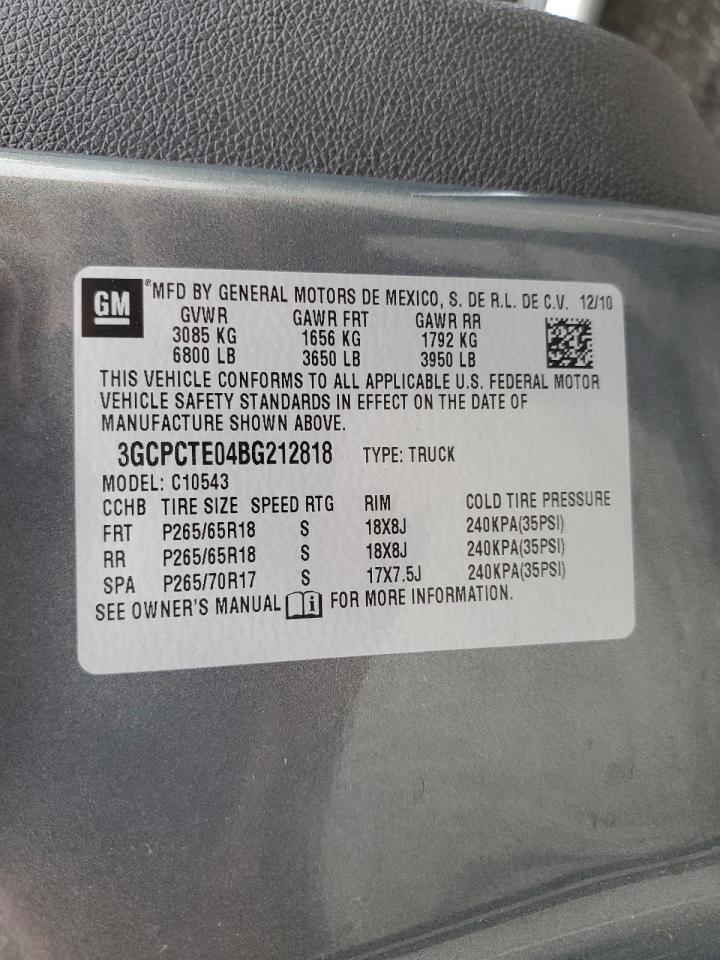 GM ® MFD BY GENERAL MOTORS DE MEXICO, S. DE R.L. DE C.V. 12/10
GVWR GAWR FRT GAWR RR
3085 KG 1656 KG 1792 KG
6800 LB 3650 LB 3950 LB
THIS VEHICLE CONFORMS TO ALL APPLICABLE U.S. FEDERAL MOTOR
VEHICLE SAFETY STANDARDS IN EFFECT ON THE DATE OF
MANUFACTURE SHOWN ABOVE.
3GCPCTE04BG212818 TYPE: TRUCK
MODEL: C10543
CCHB TIRE SIZE SPEED RTG RIM COLD TIRE PRESSURE
FRT P265/65R18 S 18X8J 240KPA(35PSI)
RR P265/65R18 S 18X8J 240KPA(35PSI)
SPA P265/70R17 S 17X7.5J 240KPA(35PSI)
SEE OWNER'S MANUAL i FOR MORE INFORMATION.